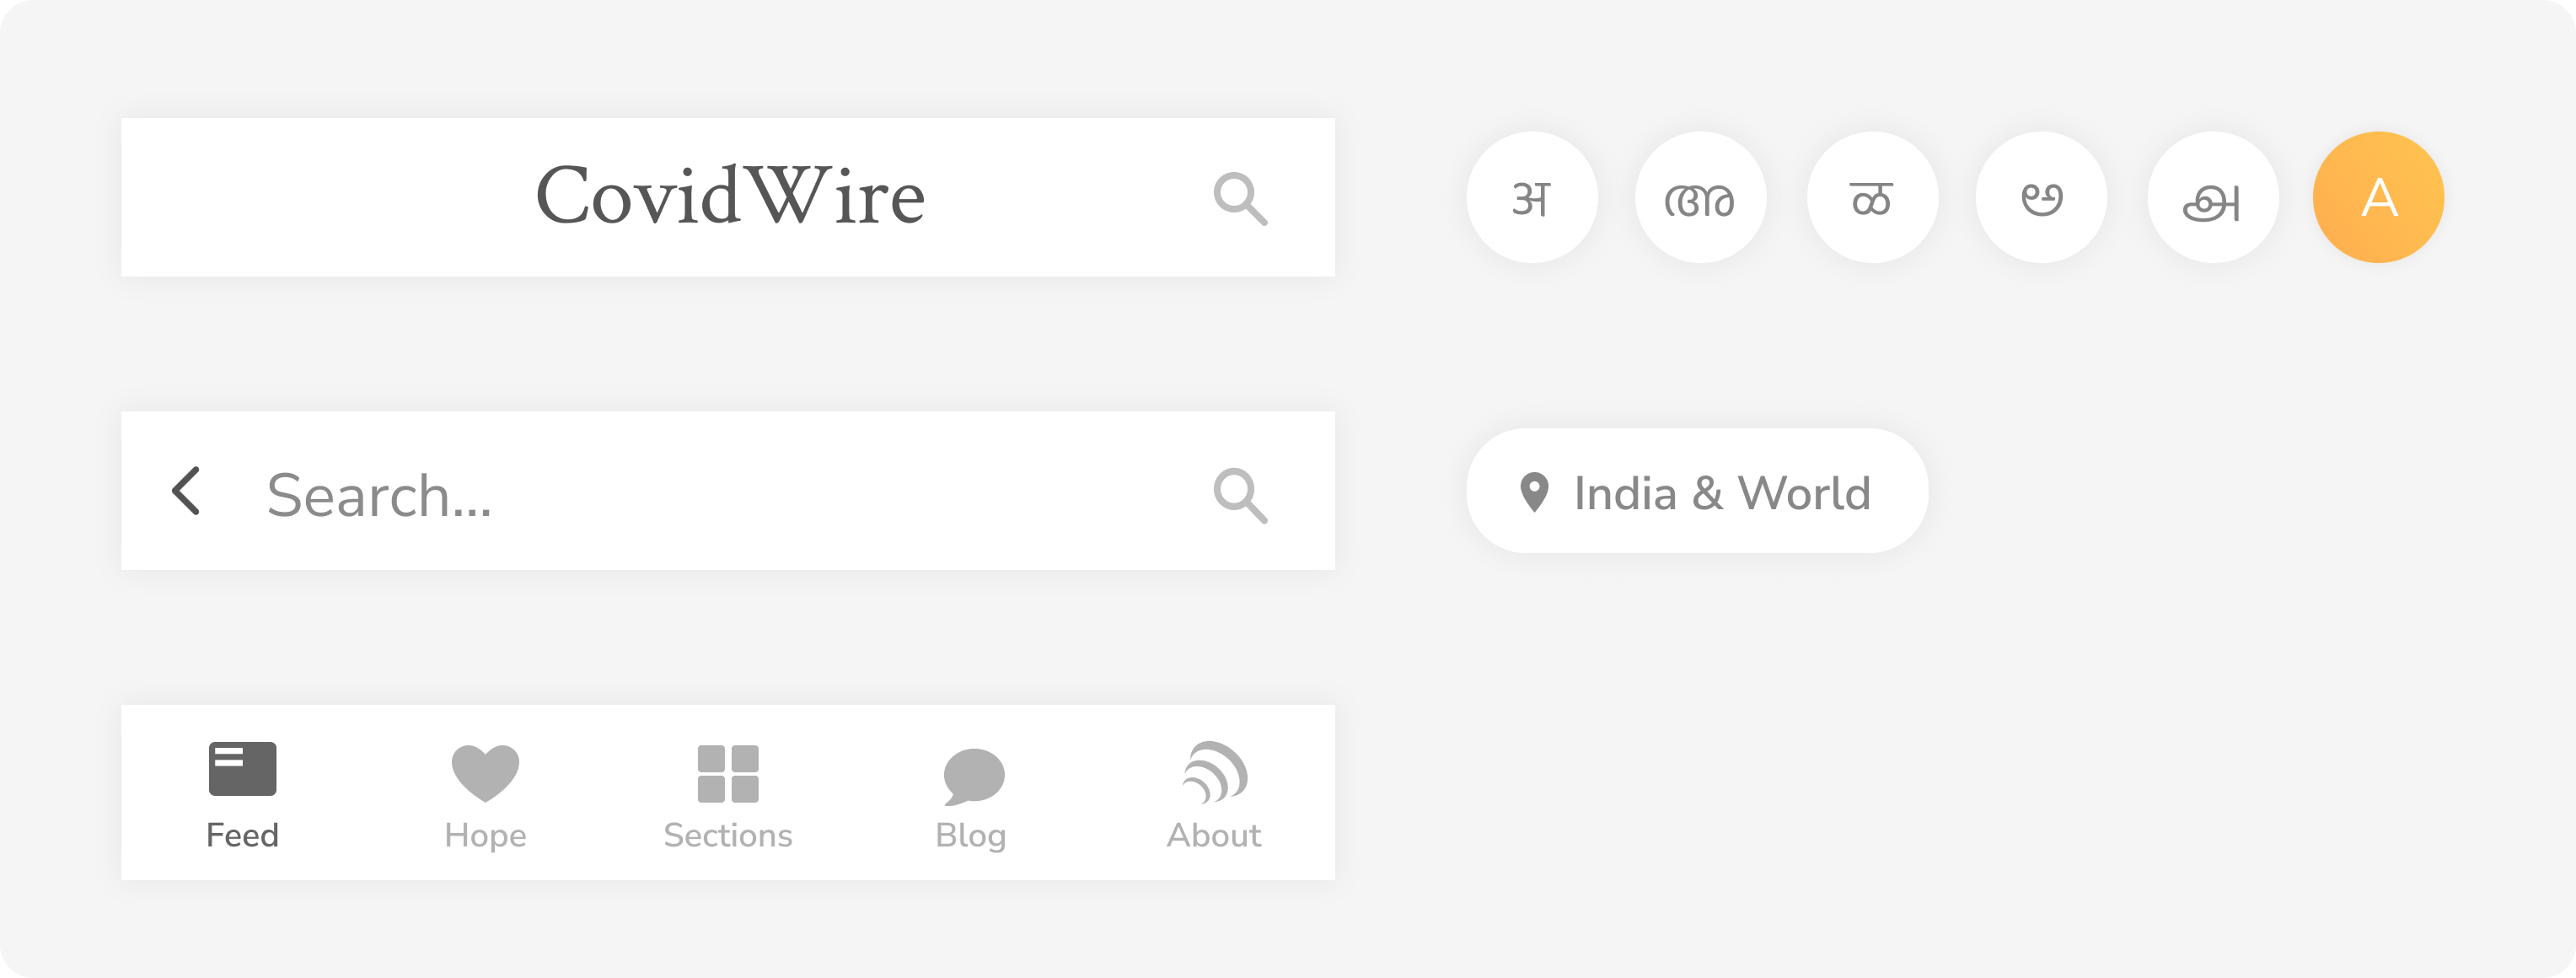 CovidWire
अ അ ळ అ அ A
Search...
India & World
Feed Hope Sections Blog About